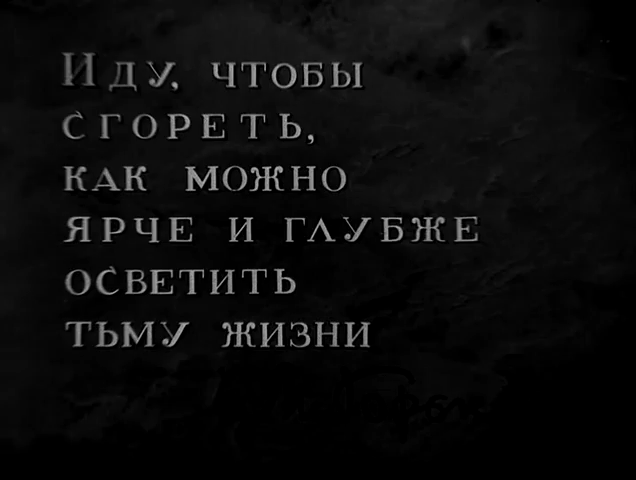 Иду, чтобы
сгореть,
как можно
ярче и глубже
осветить
тьму жизни